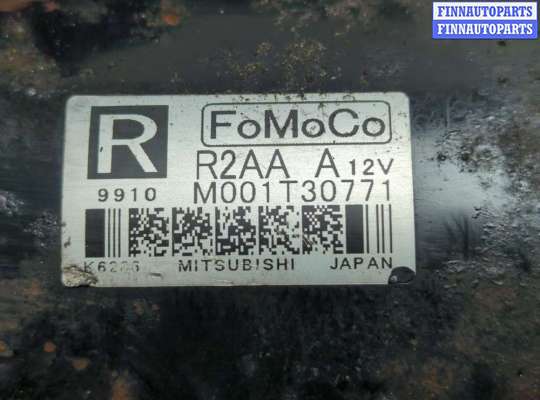 FINNAUTOPARTS
FINNAUTOPARTS
R FoMoCo
R2AA A 12V
9910 M001T30771
MITSUBISHI JAPAN